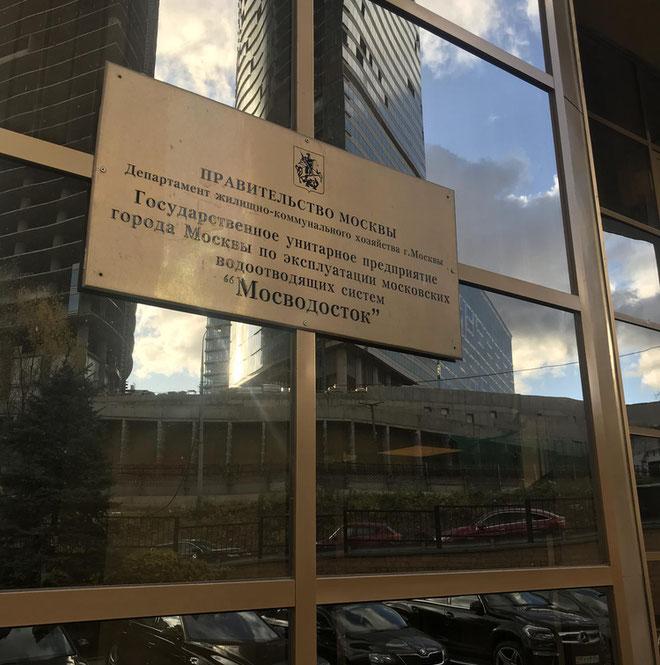 ПРАВИТЕЛЬСТВО МОСКВЫ
Департамент жилищно-коммунального хозяйства г.Москвы
Государственное унитарное предприятие
города Москвы по эксплуатации московских
водоотводящих систем
“Мосводосток”